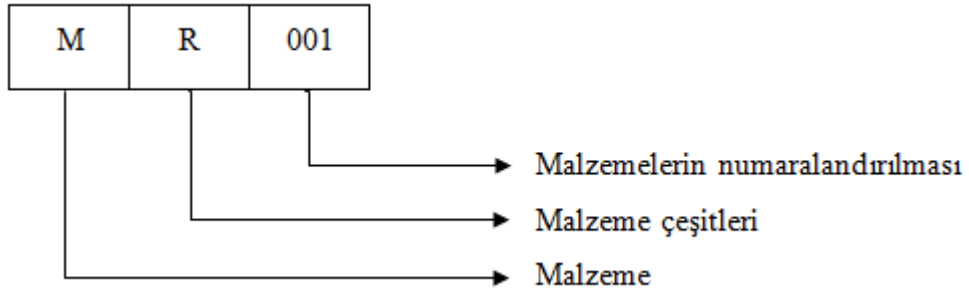 M R 001
Malzemelerin numaralandırılması
Malzeme çeşitleri
Malzeme